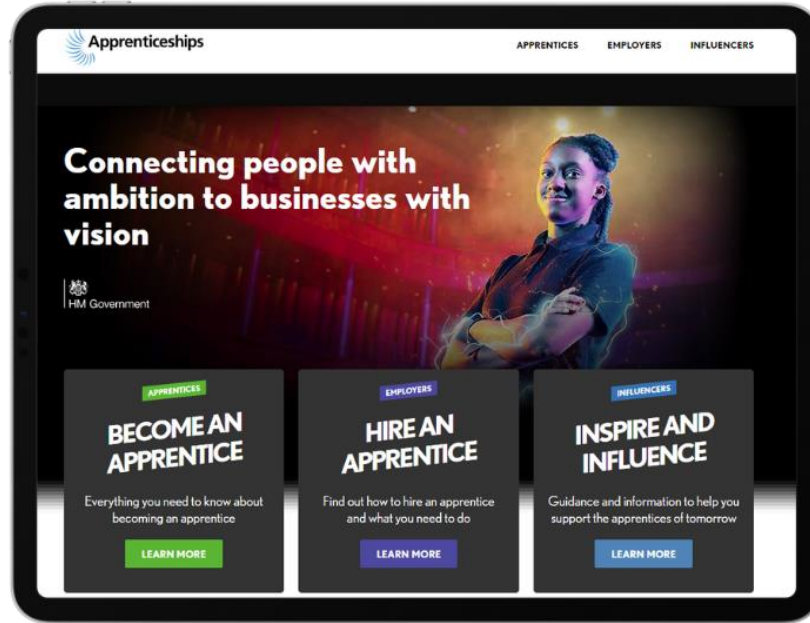 Apprenticeships
APPRENTICES EMPLOYERS INFLUENCERS
Connecting people with
ambition to businesses with
vision
HM Government
APPRENTICES
BECOME AN
APPRENTICE
Everything you need to know about
becoming an apprentice
LEARN MORE
EMPLOYERS
HIRE AN
APPRENTICE
Find out how to hire an apprentice
and what you need to do
LEARN MORE
INFLUENCERS
INSPIRE AND
INFLUENCE
Guidance and information to help you
support the apprentices of tomorrow
LEARN MORE